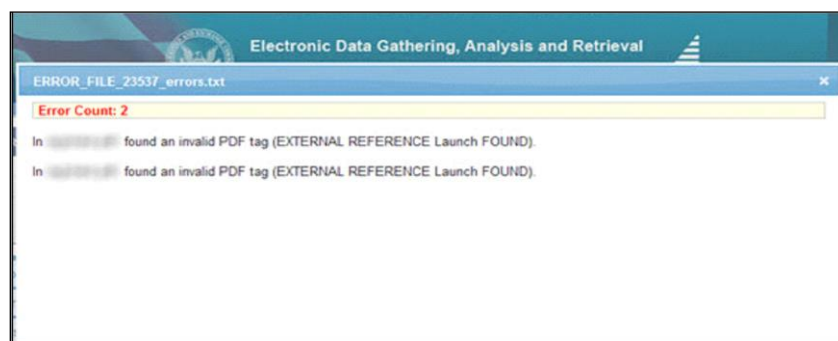 Electronic Data Gathering, Analysis and Retrieval
ERROR_FILE_23537_errors.txt
Error Count: 2
In found an invalid PDF tag (EXTERNAL REFERENCE Launch FOUND).
In found an invalid PDF tag (EXTERNAL REFERENCE Launch FOUND).